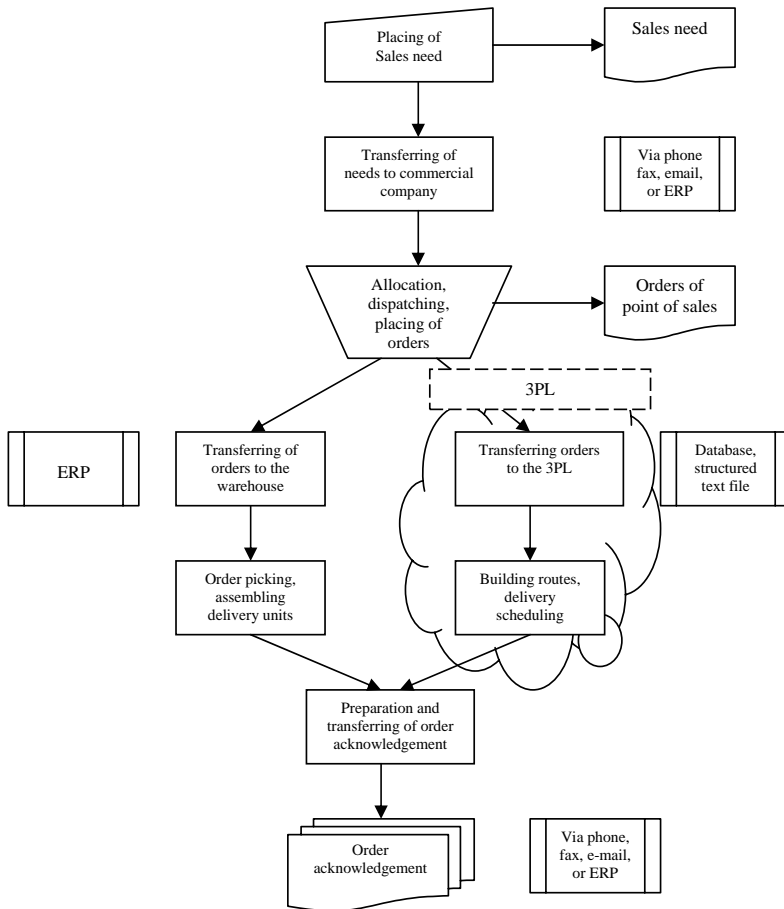 Placing of
Sales need
Sales need
Transferring of
needs to commercial
company
Via phone
fax, email,
or ERP
Allocation,
dispatching,
placing of
orders
Orders of
point of sales
3PL
ERP
Transferring of
orders to the
warehouse
Transferring orders
to the 3PL
Database,
structured
text file
Order picking,
assembling
delivery units
Building routes,
delivery
scheduling
Preparation and
transferring of order
acknowledgement
Order
acknowledgement
Via phone,
fax, e-mail,
or ERP